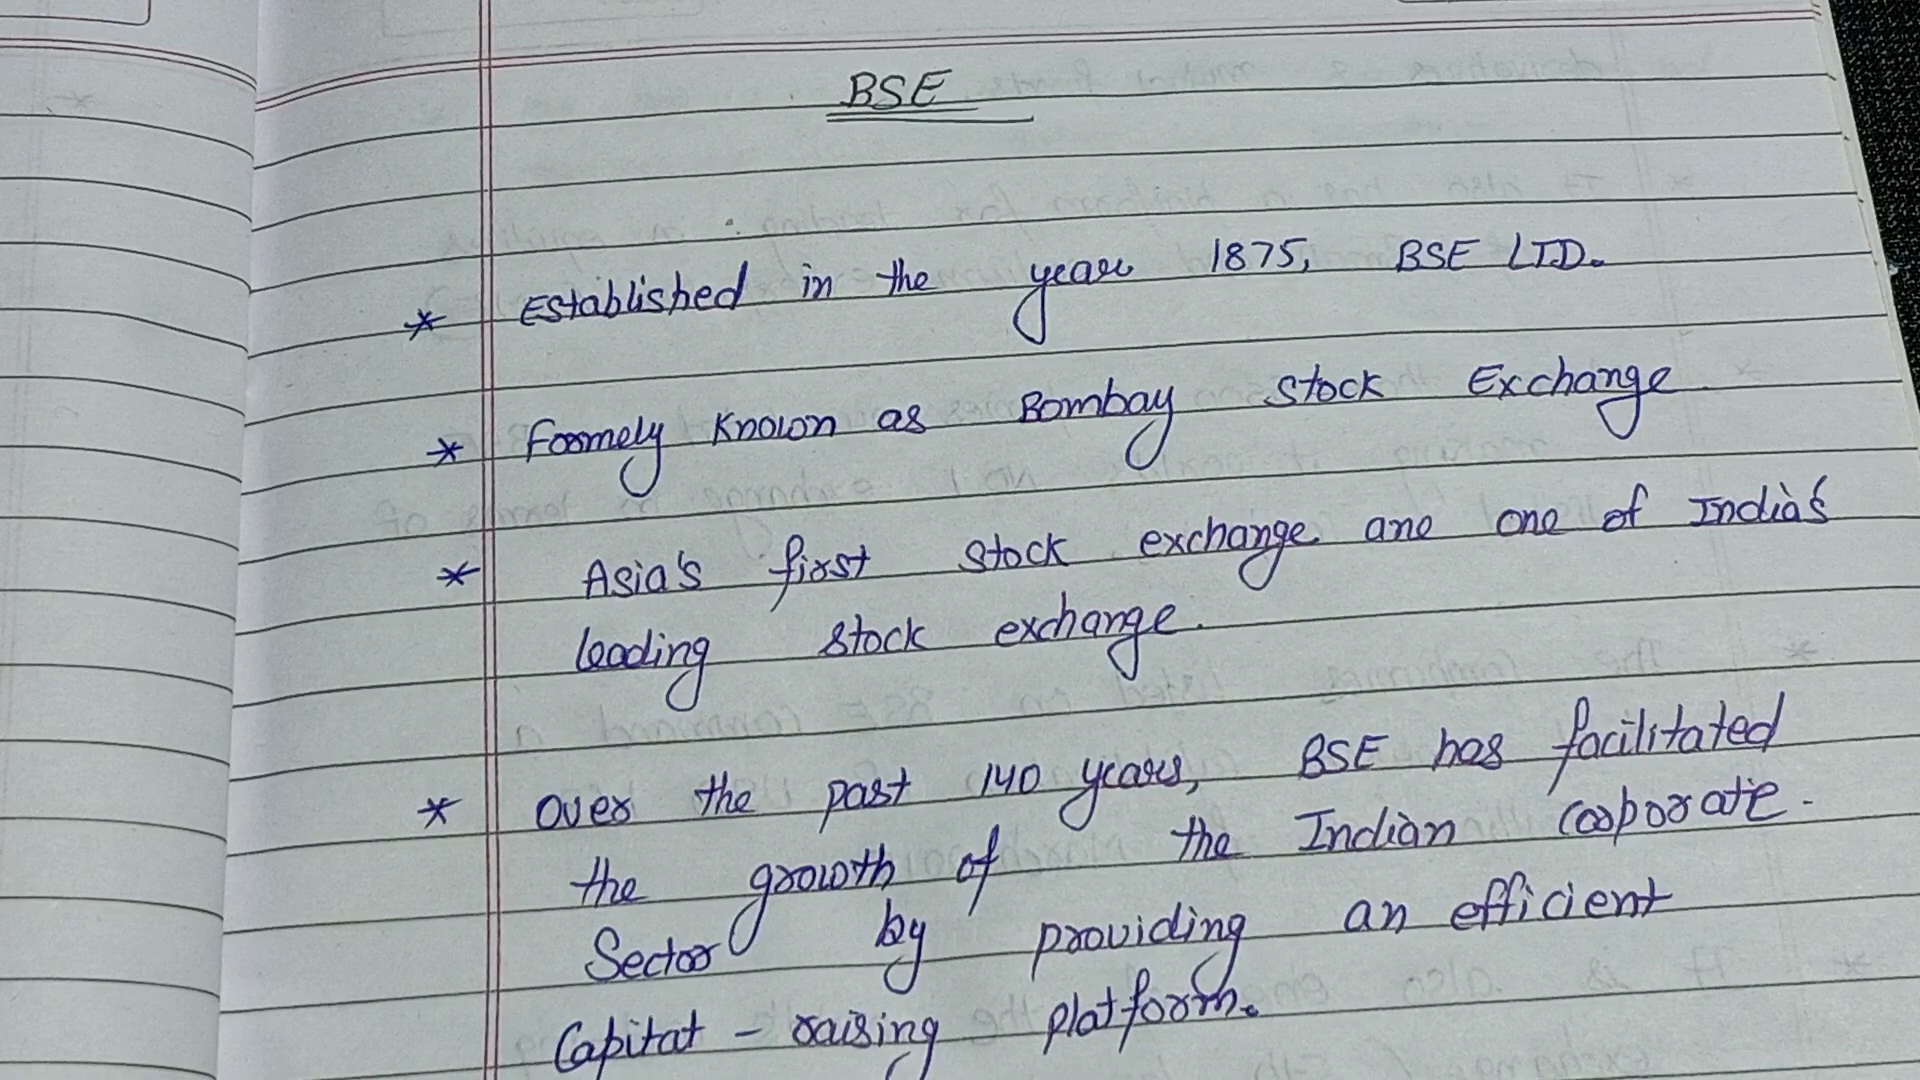 BSE
* Established in the year 1875, BSE LTD.
* Formely Known as Bombay Stock Exchange
* Asia's first stock exchange ane one of India's
leading stock exchange.
* Over the past 140 years, BSE has facilitated
the growth of the Indian corporate.
Sector by providing an efficient
Capitat - raising platform.